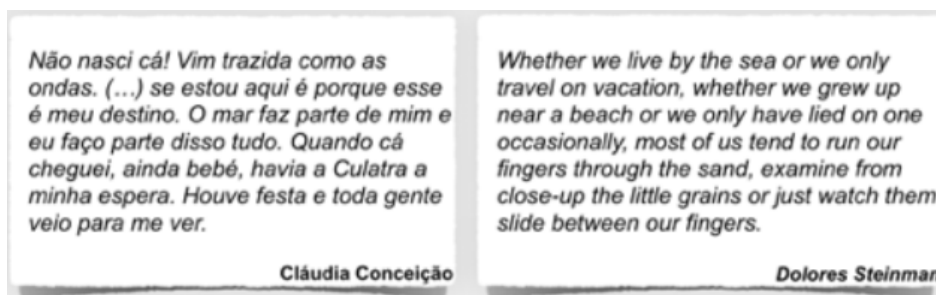 Não nasci cá! Vim trazida como as
ondas. (...) se estou aqui é porque esse
é meu destino. O mar faz parte de mim e
eu faço parte disso tudo. Quando cá
cheguei, ainda bebé, havia a Culatra a
minha espera. Houve festa e toda gente
veio para me ver.
Cláudia Conceição
Whether we live by the sea or we only
travel on vacation, whether we grew up
near a beach or we only have lied on one
occasionally, most of us tend to run our
fingers through the sand, examine from
close-up the little grains or just watch them
slide between our fingers.
Dolores Steinman